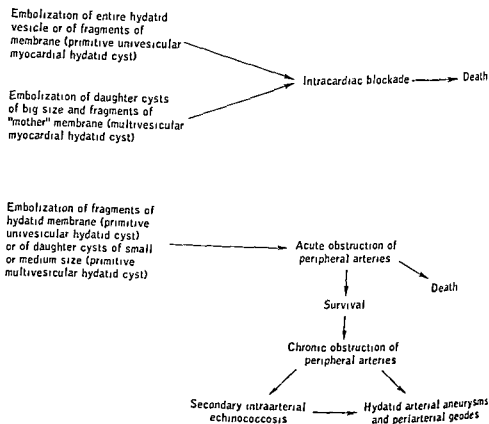 Embolization of entire hydatid
vesicle or of fragments of
membrane (primitive univesicular
myocardial hydatid cyst)
Intracardiac blockade
Death
Embolization of daughter cysts
of big size and fragments of
"mother" membrane (multivesicular
myocardial hydatid cyst)
Embolization of fragments of
hydatid membrane (primitive
univesicular hydatid cyst)
or of daughter cysts of small
or medium size (primitive
multivesicular hydatid cyst)
Acute obstruction of
peripheral arteries
Death
Survival
Chronic obstruction of
peripheral arteries
Secondary intraarterial
echinococcosis
Hydatid arterial aneurysms
and periarterial geodes